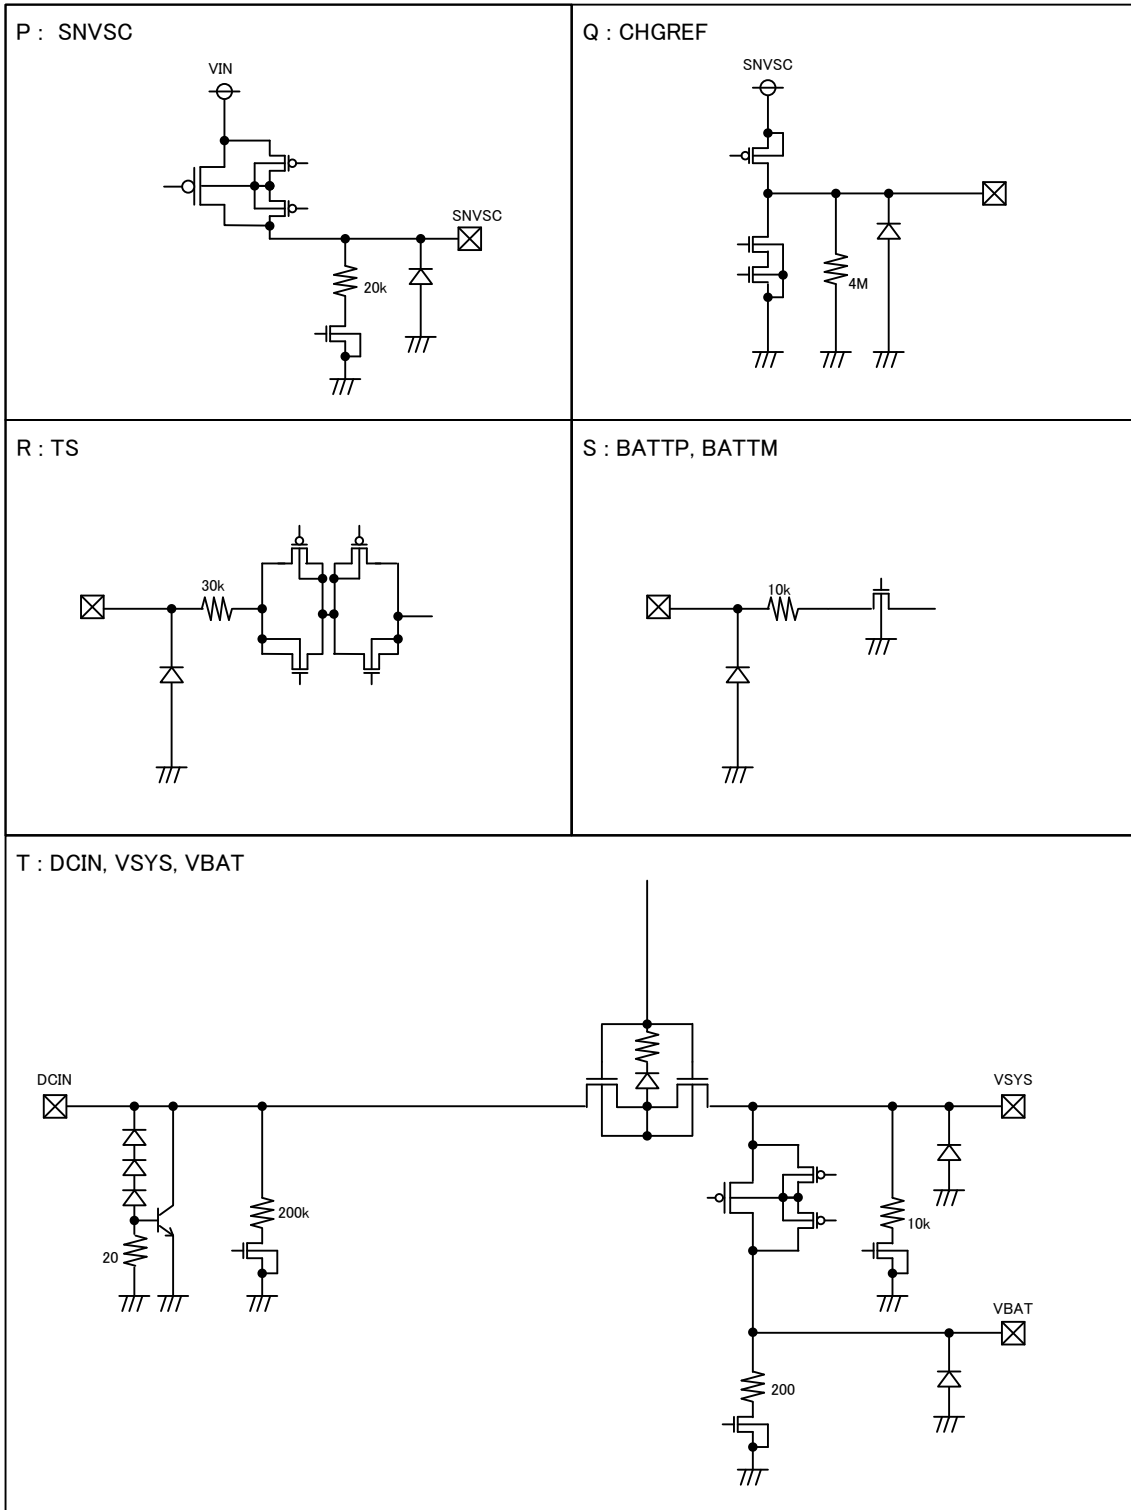 P : SNVSC
VIN
SNVSC
20k
Q : CHGREF
SNVSC
4M
R : TS
30k
S : BATTP, BATTM
10k
T : DCIN, VSYS, VBAT
DCIN
VSYS
200k
10k
20
VBAT
200